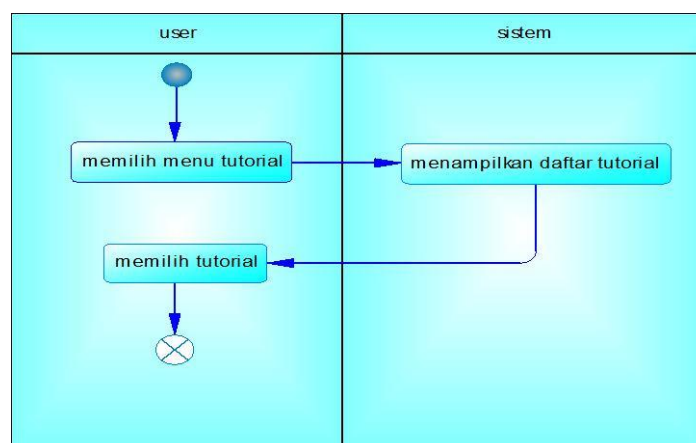 user
sistem
memilih menu tutorial
menampilkan daftar tutorial
memilih tutorial